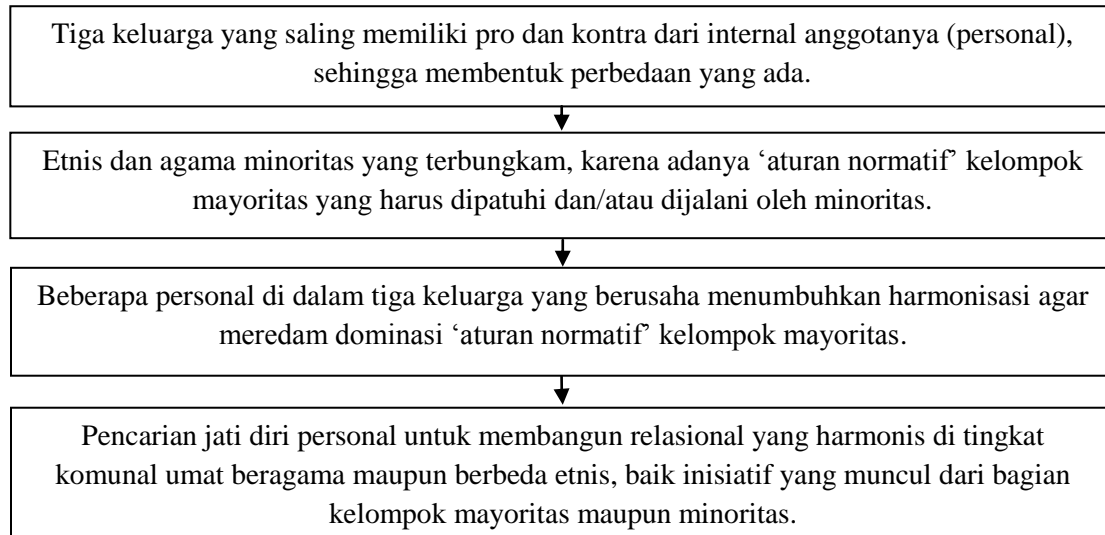 Tiga keluarga yang saling memiliki pro dan kontra dari internal anggotanya (personal),
sehingga membentuk perbedaan yang ada.
Etnis dan agama minoritas yang terbungkam, karena adanya ‘aturan normatif’ kelompok
mayoritas yang harus dipatuhi dan/atau dijalani oleh minoritas.
Beberapa personal di dalam tiga keluarga yang berusaha menumbuhkan harmonisasi agar
meredam dominasi ‘aturan normatif’ kelompok mayoritas.
Pencarian jati diri personal untuk membangun relasional yang harmonis di tingkat
komunal umat beragama maupun berbeda etnis, baik inisiatif yang muncul dari bagian
kelompok mayoritas maupun minoritas.